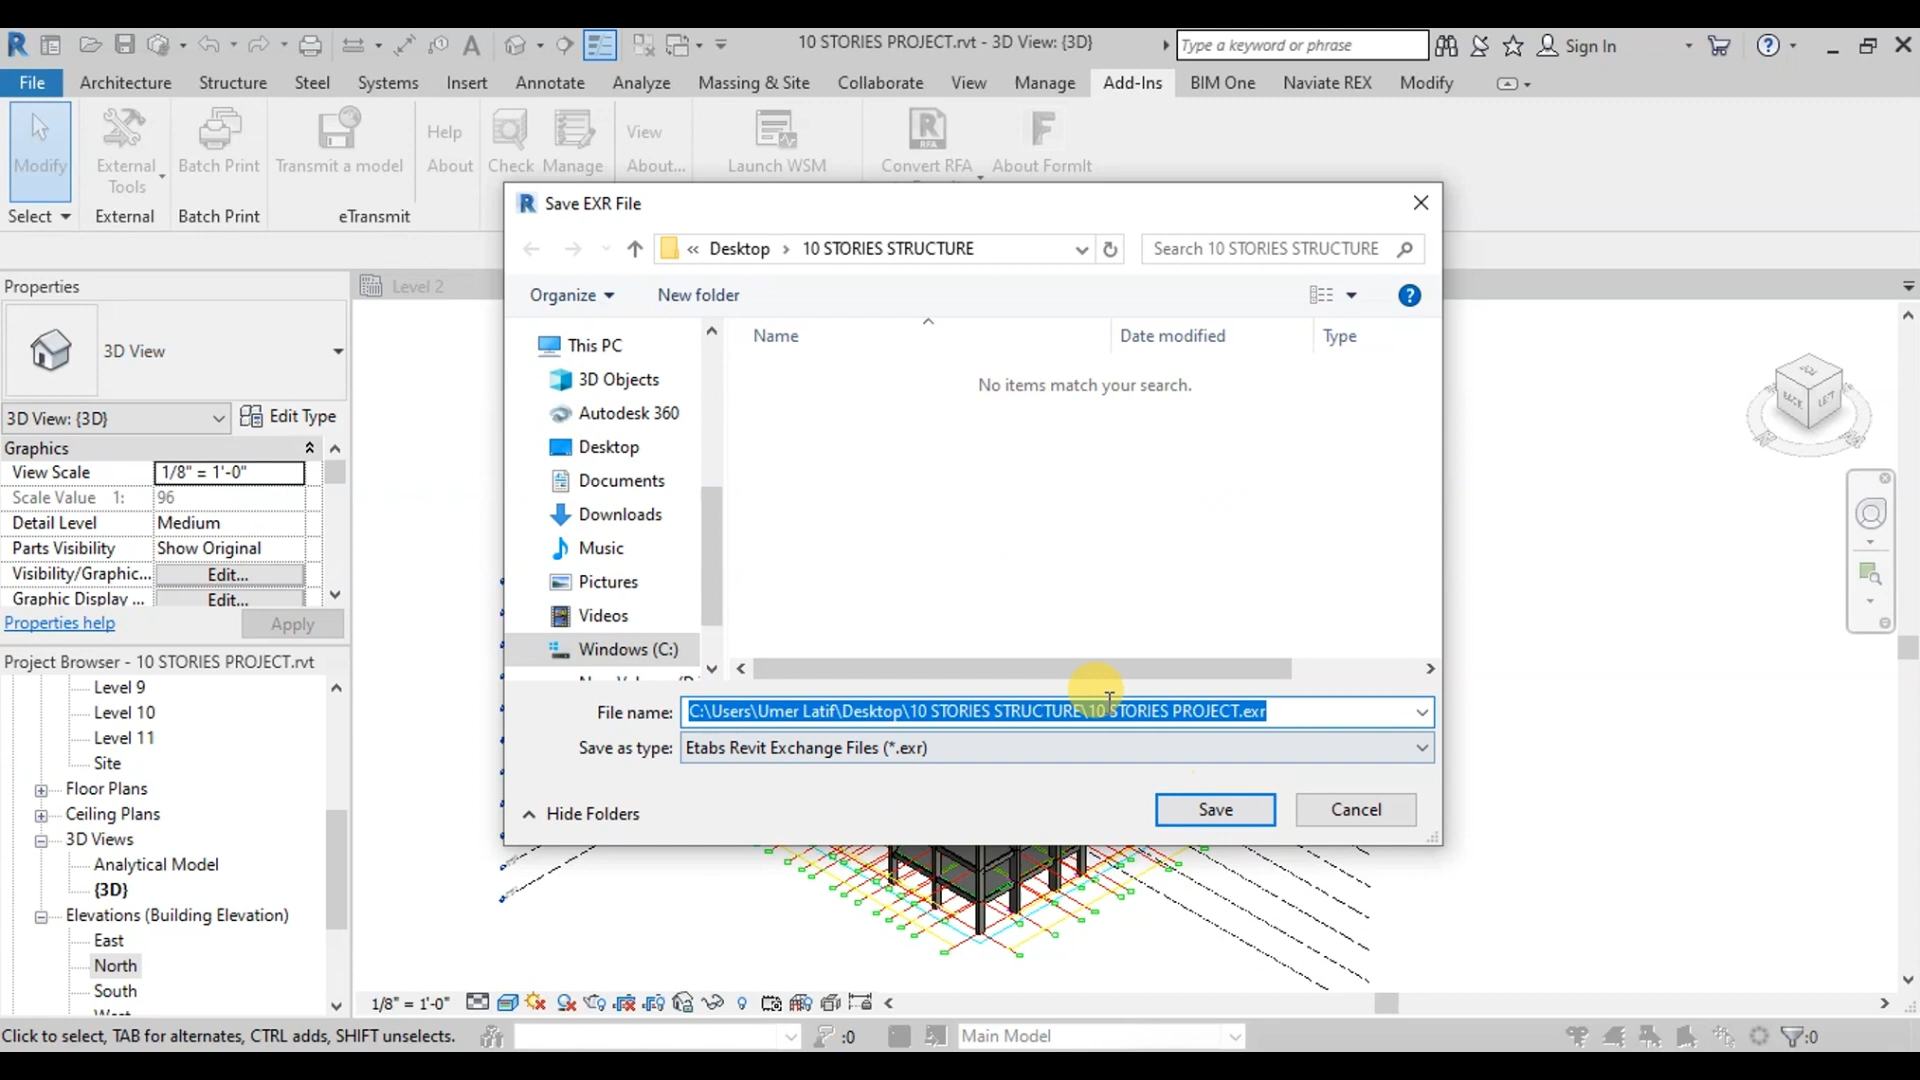 10 STORIES PROJECT.rvt - 3D View: {3D}
Type a keyword or phrase
Sign In
File Architecture Structure Steel Systems Insert Annotate Analyze Massing & Site Collaborate View Manage Add-Ins BIM One Naviate REX Modify
Modify
External
Tools
Batch Print
Transmit a model
Help
About
Check
Manage
View
About...
Launch WSM
Convert RFA
About FormIt
Select
External
Batch Print
eTransmit
Save EXR File
« Desktop › 10 STORIES STRUCTURE
Search 10 STORIES STRUCTURE
Organize
New folder
Name
Date modified
Type
No items match your search.
This PC
3D Objects
Autodesk 360
Desktop
Documents
Downloads
Music
Pictures
Videos
Windows (C:)
File name: C:\Users\Umer Latif\Desktop\10 STORIES STRUCTURE\10 STORIES PROJECT.exr
Save as type: Etabs Revit Exchange Files (*.exr)
Hide Folders
Save
Cancel
Properties
Level 2
3D View
3D View: {3D}
Edit Type
Graphics
View Scale 1/8" = 1'-0"
Scale Value 1: 96
Detail Level Medium
Parts Visibility Show Original
Visibility/Graphic... Edit...
Graphic Display ... Edit...
Properties help
Apply
Project Browser - 10 STORIES PROJECT.rvt
Level 9
Level 10
Level 11
Site
Floor Plans
Ceiling Plans
3D Views
Analytical Model
{3D}
Elevations (Building Elevation)
East
North
South
BACK
LEFT
1/8" = 1'-0"
Click to select, TAB for alternates, CTRL adds, SHIFT unselects.
:0
Main Model
:0